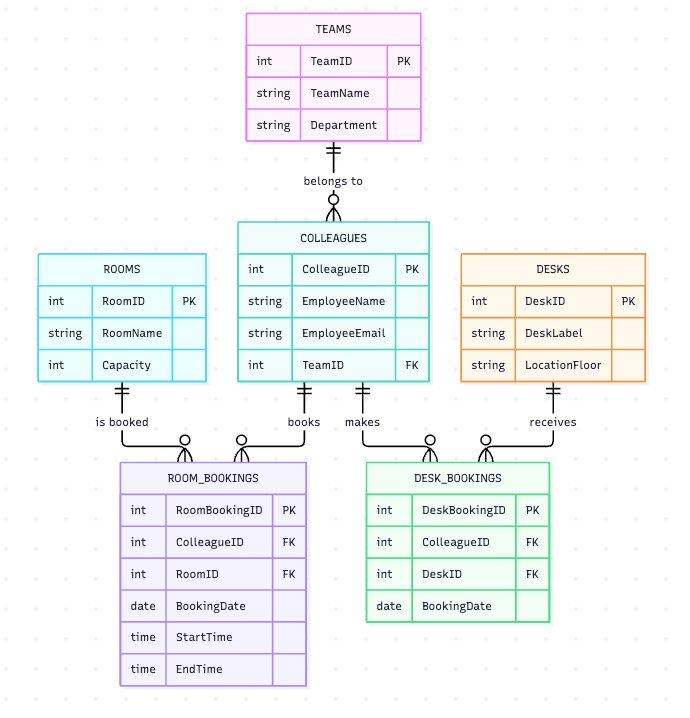 TEAMS
int TeamID PK
string TeamName
string Department
belongs to
COLLEAGUES
int ColleagueID PK
string EmployeeName
string EmployeeEmail
int TeamID FK
ROOMS
int RoomID PK
string RoomName
int Capacity
DESKS
int DeskID PK
string DeskLabel
string LocationFloor
is booked
books
makes
receives
ROOM_BOOKINGS
int RoomBookingID PK
int ColleagueID FK
int RoomID FK
date BookingDate
time StartTime
time EndTime
DESK_BOOKINGS
int DeskBookingID PK
int ColleagueID FK
int DeskID FK
date BookingDate